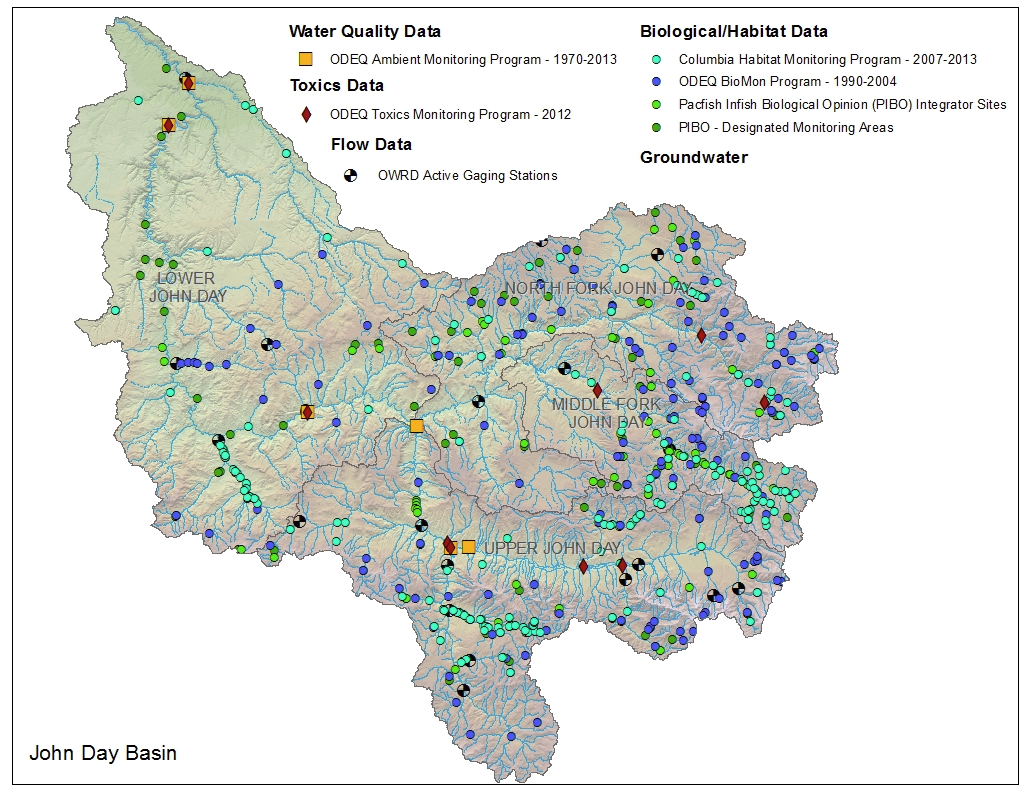 Water Quality Data
ODEQ Ambient Monitoring Program - 1970-2013
Toxics Data
ODEQ Toxics Monitoring Program - 2012
Flow Data
OWRD Active Gaging Stations
Biological/Habitat Data
Columbia Habitat Monitoring Program - 2007-2013
ODEQ BioMon Program - 1990-2004
Pacfish Infish Biological Opinion (PIBO) Integrator Sites
PIBO - Designated Monitoring Areas
Groundwater
LOWER
JOHN DAY
NORTH FORK JOHN DAY
MIDDLE FORK
JOHN DAY
UPPER JOHN DAY
John Day Basin